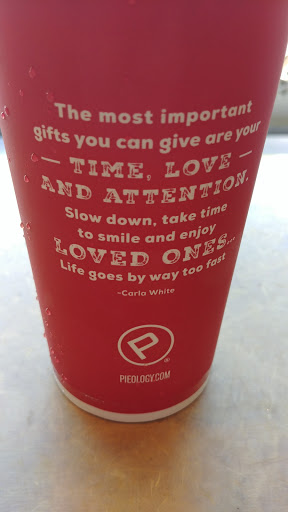 The most important
gifts you can give are your
— TIME, LOVE —
AND ATTENTION.
Slow down, take time
to smile and enjoy
LOVED ONES...
Life goes by way too fast
-Carla White
P
®
PIEOLOGY.COM